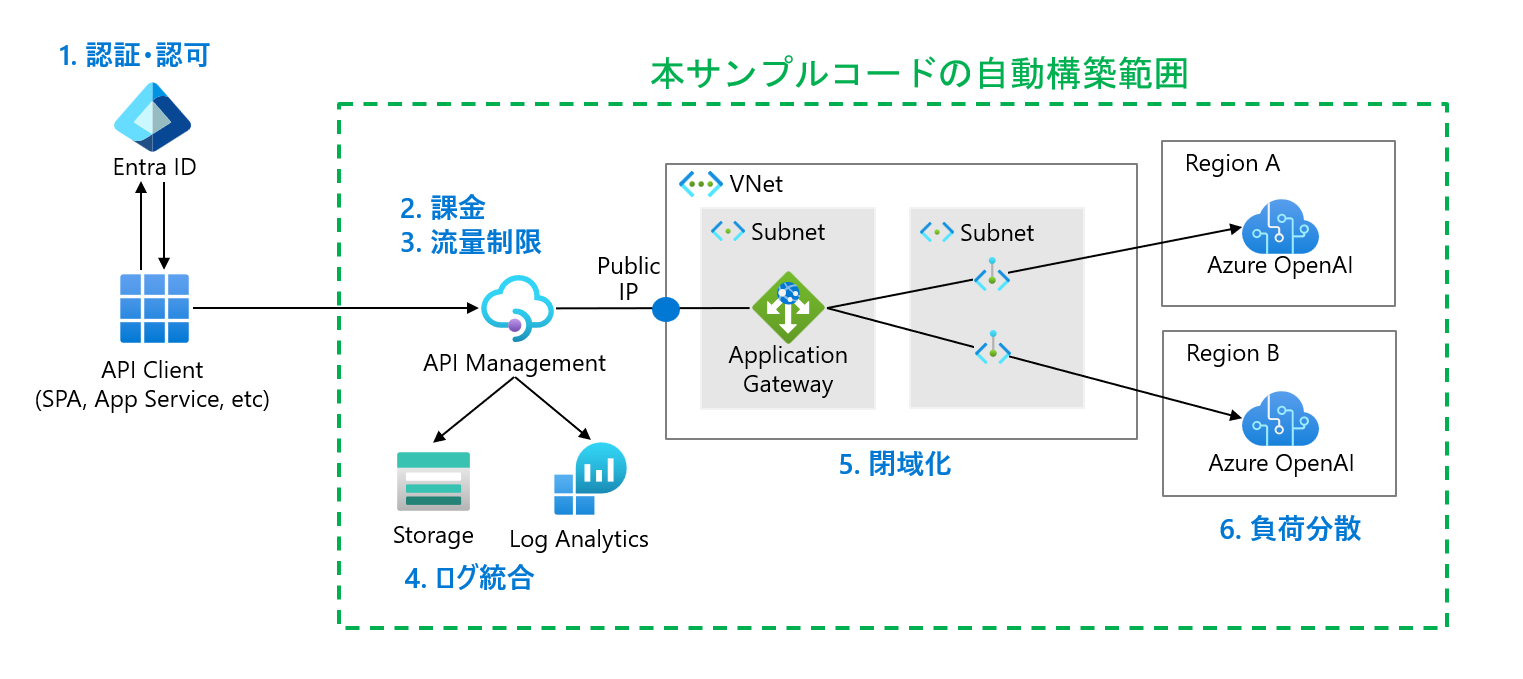 1. 認証・認可
Entra ID
API Client
(SPA, App Service, etc)
本サンプルコードの自動構築範囲
2. 課金
3. 流量制限
API Management
Storage
Log Analytics
4. ログ統合
Public
IP
VNet
Subnet
Application
Gateway
Subnet
5. 閉域化
Region A
Azure OpenAI
Region B
Azure OpenAI
6. 負荷分散